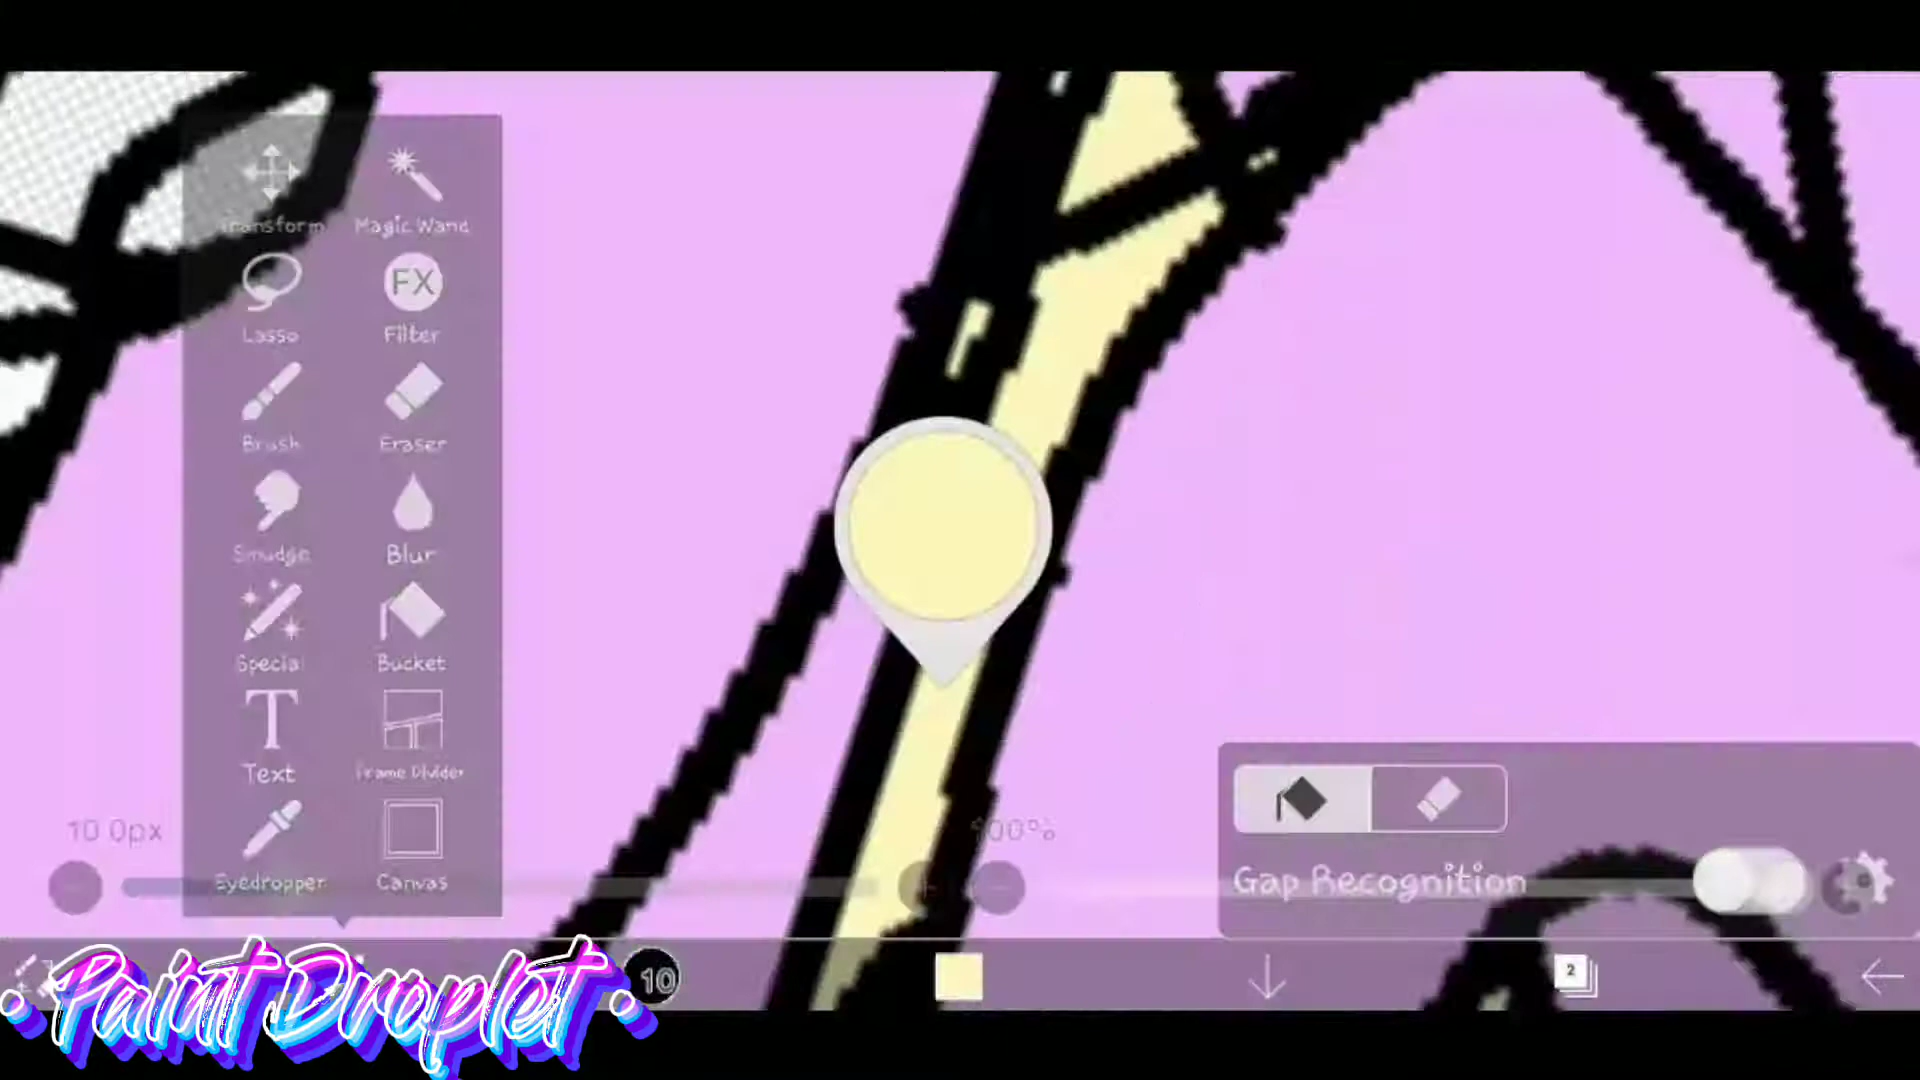 Transform Magic Wand
FX
Lasso Filter
Brush Eraser
Smudge Blur
Special Bucket
T
Text Frame Divider
10 0px
100%
Eyedropper Canvas
Gap Recognition
10
2
• Paint Droplet •